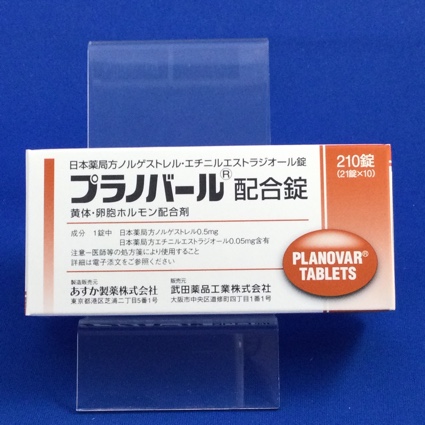 日本薬局方ノルゲストレル・エチニルエストラジオール錠
プラノバール® 配合錠
210錠
(21錠×10)
黄体・卵胞ホルモン配合剤
成分 1錠中 日本薬局方ノルゲストレル0.5mg
日本薬局方エチニルエストラジオール0.05mg含有
注意-医師等の処方箋により使用すること
詳細は電子添文をご参照ください
PLANOVAR®
TABLETS
製造販売元
あすか製薬株式会社
東京都港区芝浦二丁目5番1号
販売元
武田薬品工業株式会社
大阪市中央区道修町四丁目1番1号